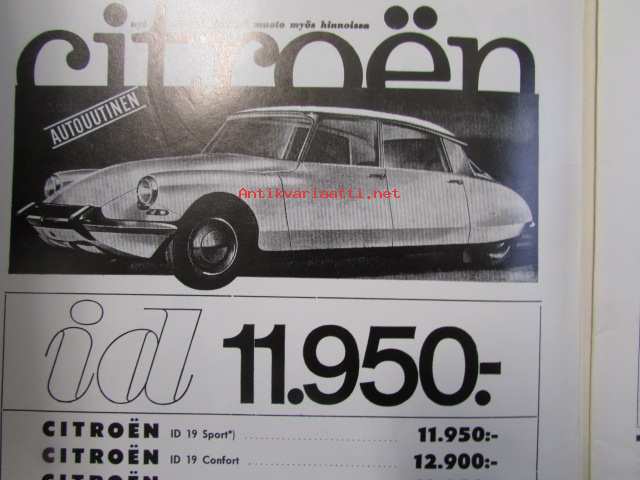 muoto myös hinnoissa
citroën
AUTOUUTINEN
Antikvariaatti.net
id 11.950:-
CITROËN ID 19 Sport*) 11.950:-
CITROËN ID 19 Confort 12.900:-
CITROËN